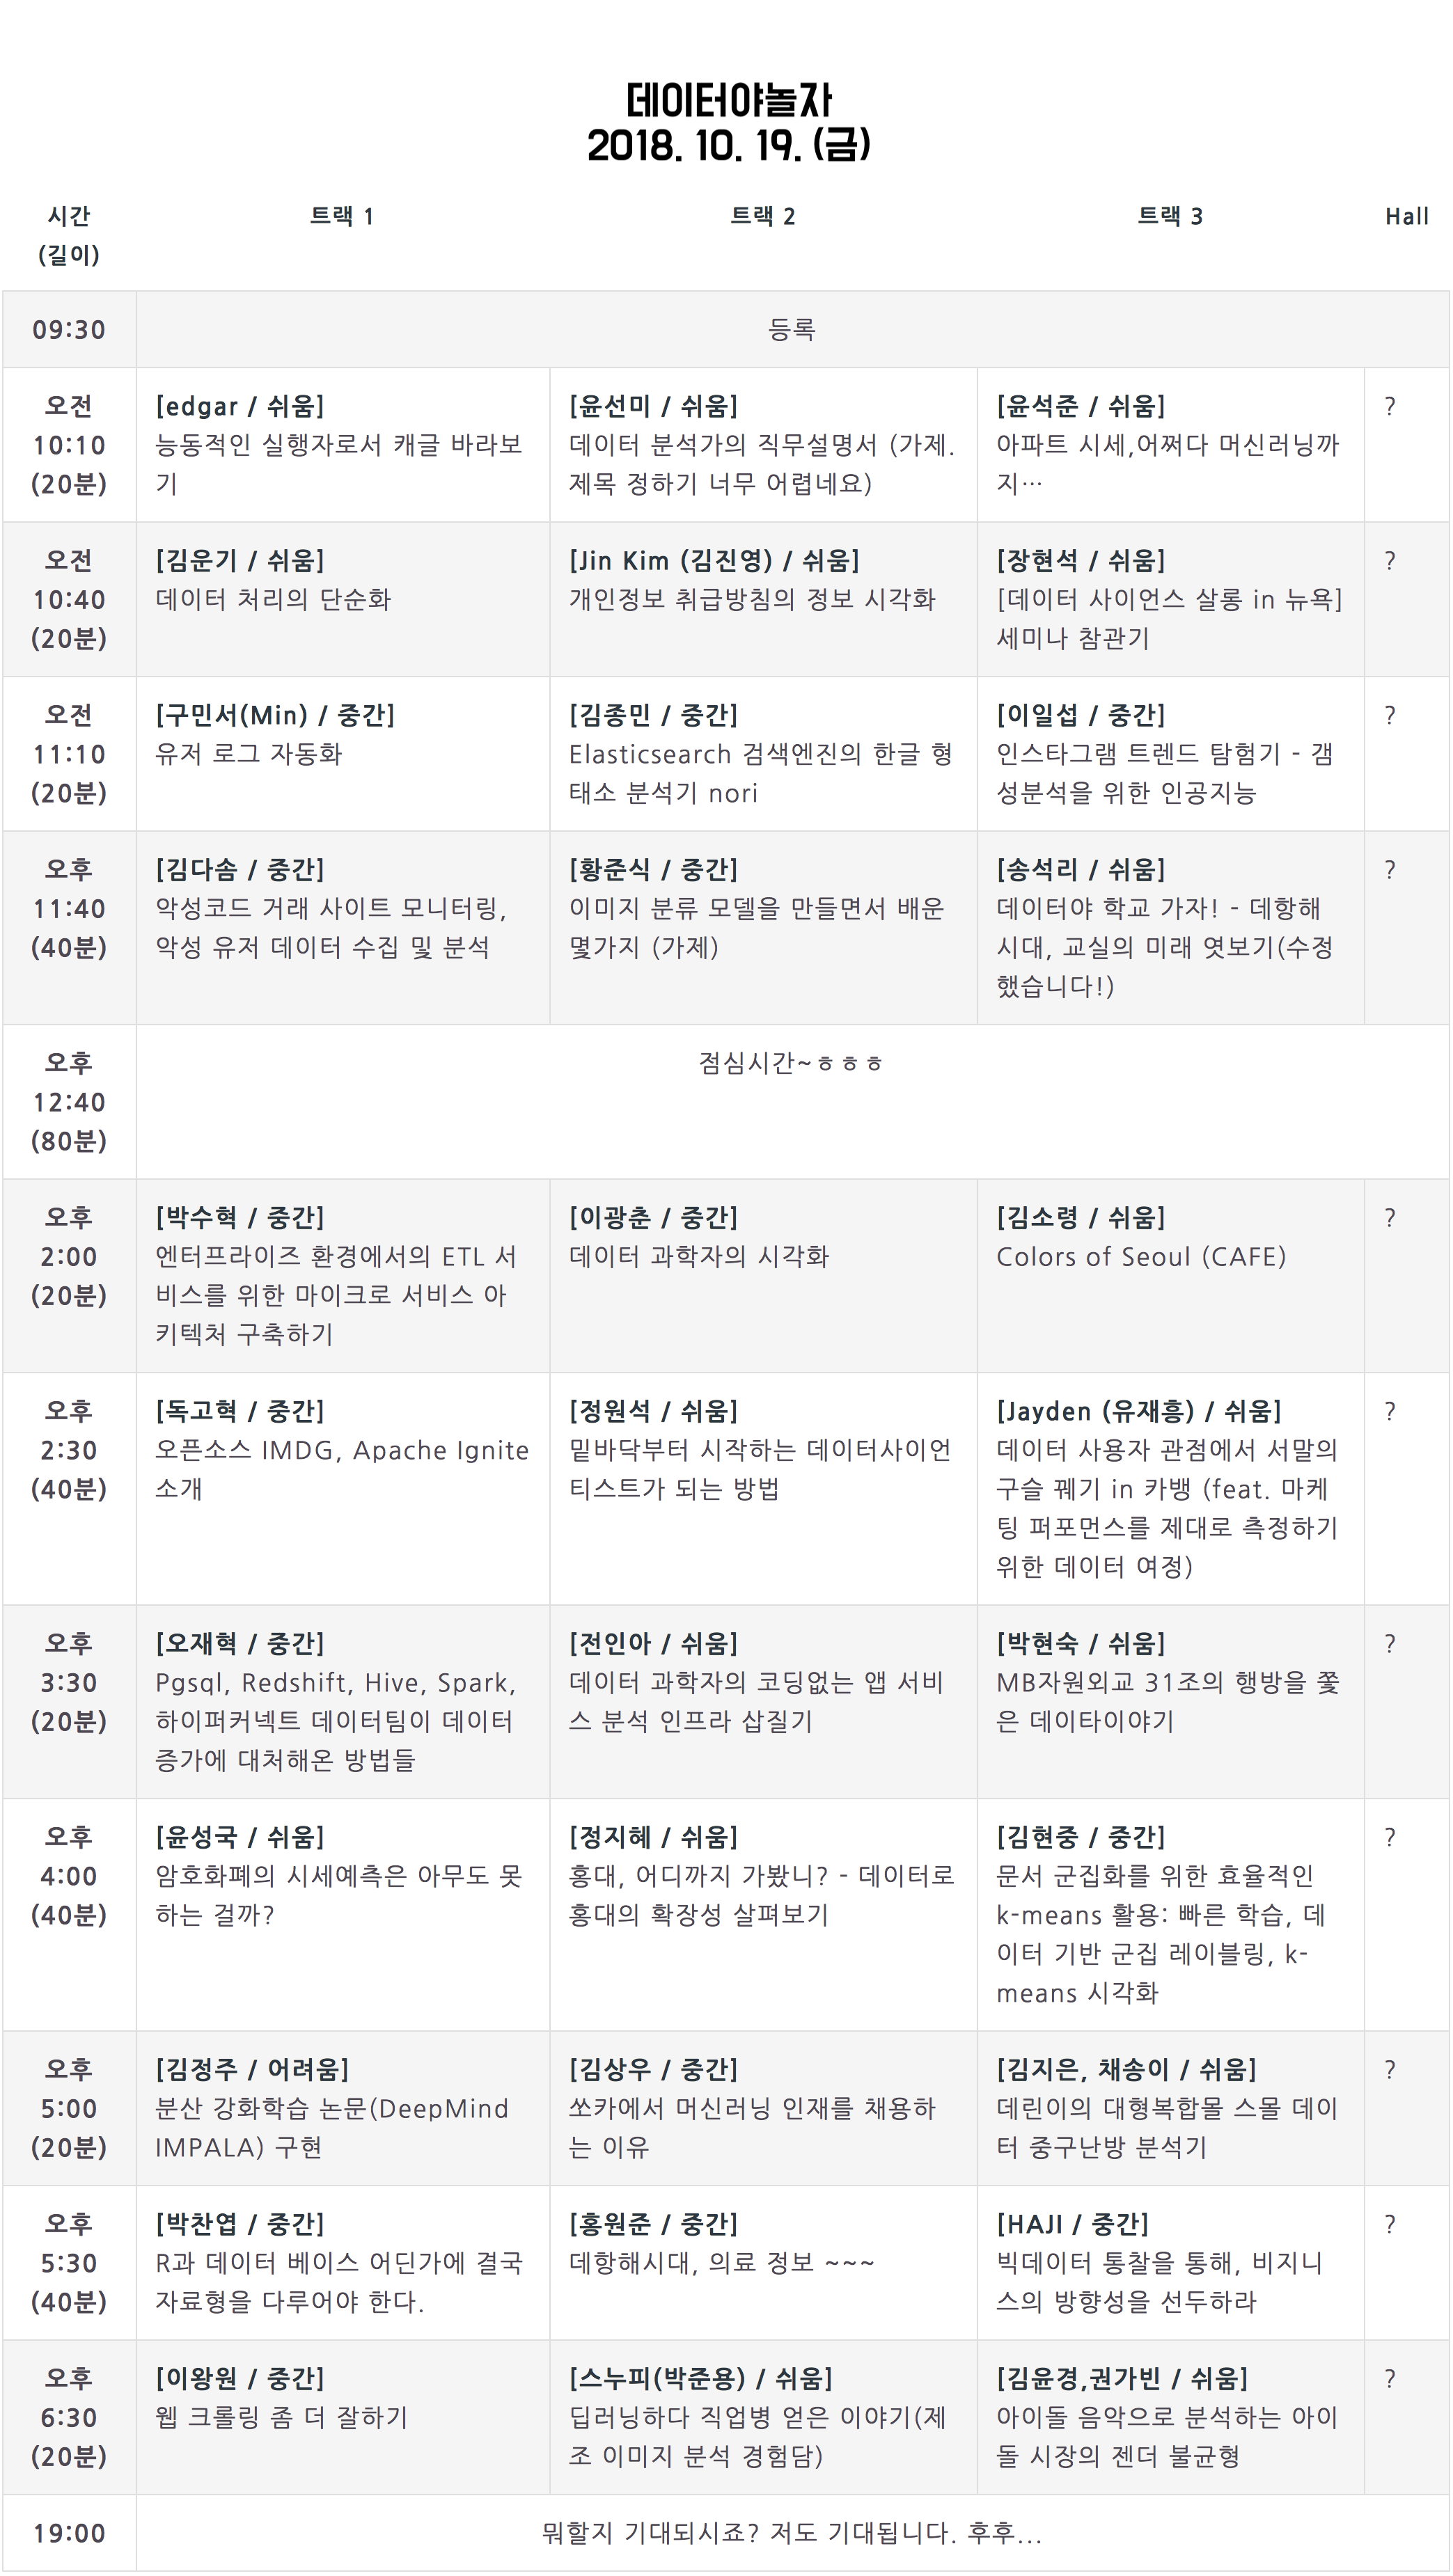 데이터야놀자
2018. 10. 19. (금)
시간
(길이)
트랙 1
트랙 2
트랙 3
Hall
09:30
등록
오전
10:10
(20분)
[edgar / 쉬움]
능동적인 실행자로서 캐글 바라보
기
[윤선미 / 쉬움]
데이터 분석가의 직무설명서 (가제.
제목 정하기 너무 어렵네요)
[윤석준 / 쉬움]
아파트 시세,어쩌다 머신러닝까
지…
?
오전
10:40
(20분)
[김운기 / 쉬움]
데이터 처리의 단순화
[Jin Kim (김진영) / 쉬움]
개인정보 취급방침의 정보 시각화
[장현석 / 쉬움]
[데이터 사이언스 살롱 in 뉴욕]
세미나 참관기
?
오전
11:10
(20분)
[구민서(Min) / 중간]
유저 로그 자동화
[김종민 / 중간]
Elasticsearch 검색엔진의 한글 형
태소 분석기 nori
[이일섭 / 중간]
인스타그램 트렌드 탐험기 - 갬
성분석을 위한 인공지능
?
오후
11:40
(40분)
[김다솜 / 중간]
악성코드 거래 사이트 모니터링,
악성 유저 데이터 수집 및 분석
[황준식 / 중간]
이미지 분류 모델을 만들면서 배운
몇가지 (가제)
[송석리 / 쉬움]
데이터야 학교 가자! - 데항해
시대, 교실의 미래 엿보기(수정
했습니다!)
?
오후
12:40
(80분)
점심시간~ㅎㅎㅎ
오후
2:00
(20분)
[박수혁 / 중간]
엔터프라이즈 환경에서의 ETL 서
비스를 위한 마이크로 서비스 아
키텍처 구축하기
[이광춘 / 중간]
데이터 과학자의 시각화
[김소령 / 쉬움]
Colors of Seoul (CAFE)
?
오후
2:30
(40분)
[독고혁 / 중간]
오픈소스 IMDG, Apache Ignite
소개
[정원석 / 쉬움]
밑바닥부터 시작하는 데이터사이언
티스트가 되는 방법
[Jayden (유재흥) / 쉬움]
데이터 사용자 관점에서 서말의
구슬 꿰기 in 카뱅 (feat. 마케
팅 퍼포먼스를 제대로 측정하기
위한 데이터 여정)
?
오후
3:30
(20분)
[오재혁 / 중간]
Pgsql, Redshift, Hive, Spark,
하이퍼커넥트 데이터팀이 데이터
증가에 대처해온 방법들
[전인아 / 쉬움]
데이터 과학자의 코딩없는 앱 서비
스 분석 인프라 삽질기
[박현숙 / 쉬움]
MB자원외교 31조의 행방을 쫓
은 데이타이야기
?
오후
4:00
(40분)
[윤성국 / 쉬움]
암호화폐의 시세예측은 아무도 못
하는 걸까?
[정지혜 / 쉬움]
홍대, 어디까지 가봤니? - 데이터로
홍대의 확장성 살펴보기
[김현중 / 중간]
문서 군집화를 위한 효율적인
k-means 활용: 빠른 학습, 데
이터 기반 군집 레이블링, k-
means 시각화
?
오후
5:00
(20분)
[김정주 / 어려움]
분산 강화학습 논문(DeepMind
IMPALA) 구현
[김상우 / 중간]
쏘카에서 머신러닝 인재를 채용하
는 이유
[김지은, 채송이 / 쉬움]
데린이의 대형복합몰 스몰 데이
터 중구난방 분석기
?
오후
5:30
(40분)
[박찬엽 / 중간]
R과 데이터 베이스 어딘가에 결국
자료형을 다루어야 한다.
[홍원준 / 중간]
데항해시대, 의료 정보 ~~~
[HAJI / 중간]
빅데이터 통찰을 통해, 비지니
스의 방향성을 선두하라
?
오후
6:30
(20분)
[이왕원 / 중간]
웹 크롤링 좀 더 잘하기
[스누피(박준용) / 쉬움]
딥러닝하다 직업병 얻은 이야기(제
조 이미지 분석 경험담)
[김윤경,권가빈 / 쉬움]
아이돌 음악으로 분석하는 아이
돌 시장의 젠더 불균형
?
19:00
뭐할지 기대되시죠? 저도 기대됩니다. 후후...